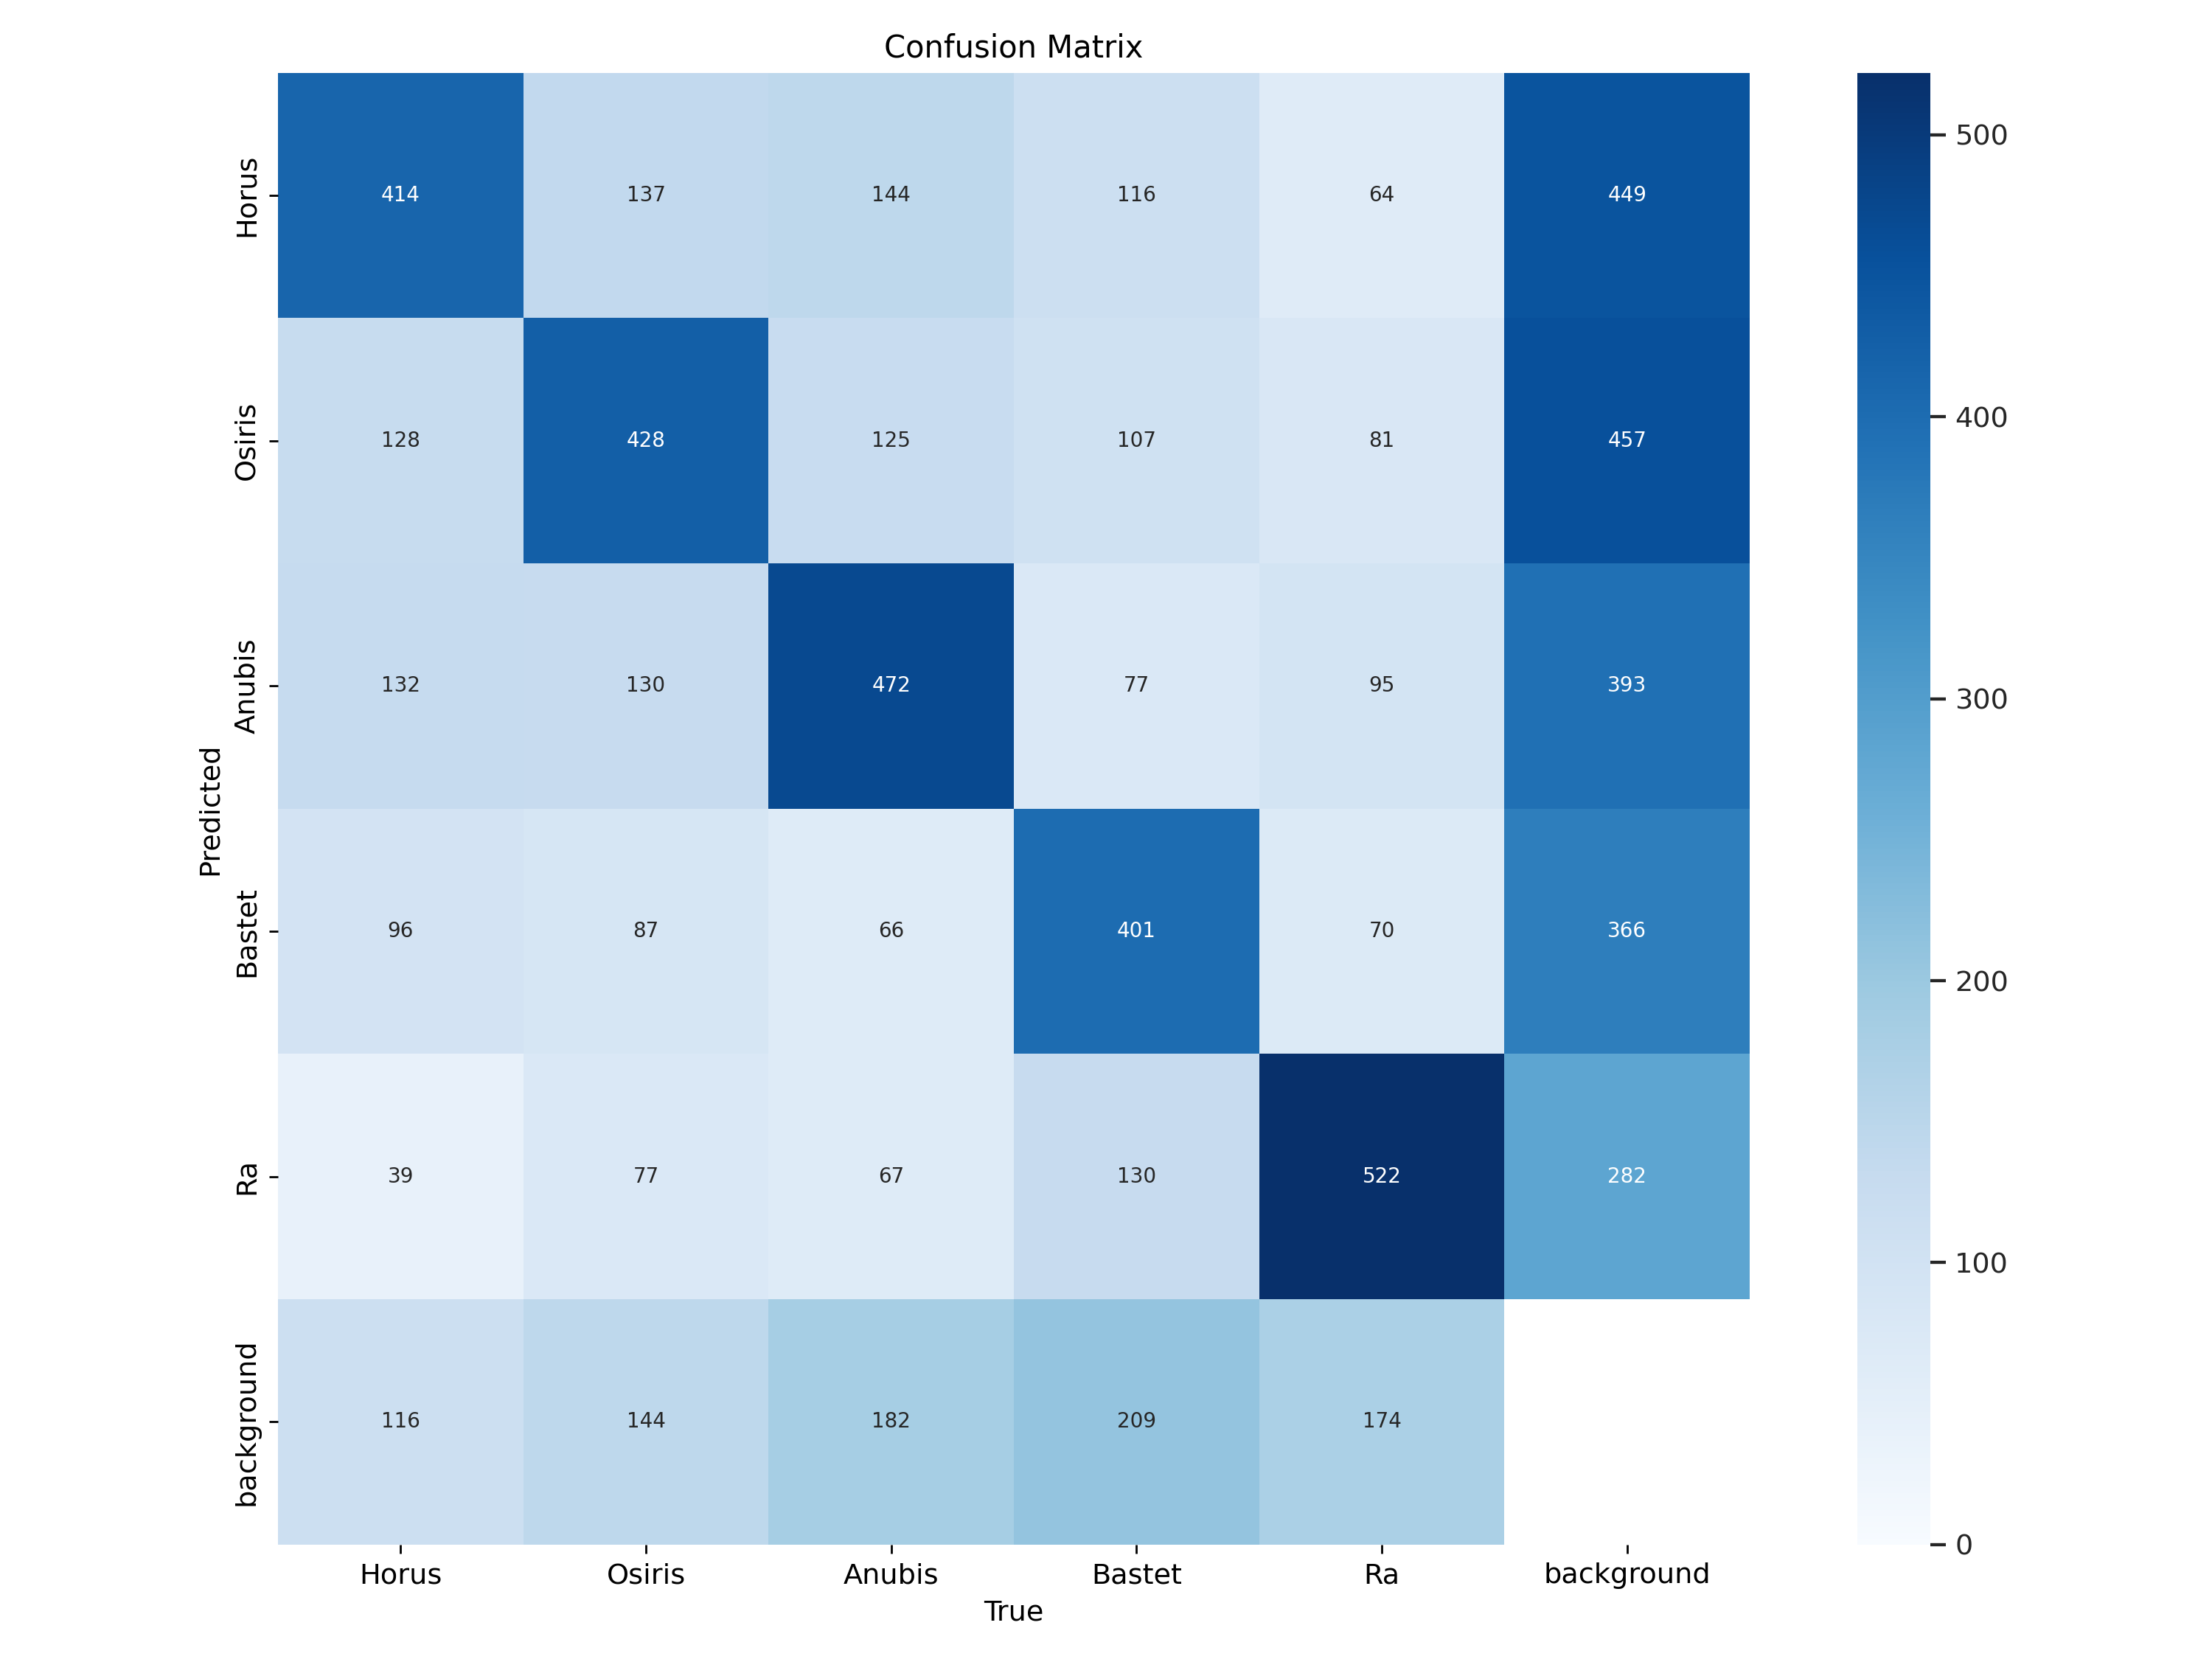 Confusion Matrix
Predicted
Horus 414 137 144 116 64 449
Osiris 128 428 125 107 81 457
Anubis 132 130 472 77 95 393
Bastet 96 87 66 401 70 366
Ra 39 77 67 130 522 282
background 116 144 182 209 174
Horus Osiris Anubis Bastet Ra background
True
500
400
300
200
100
0